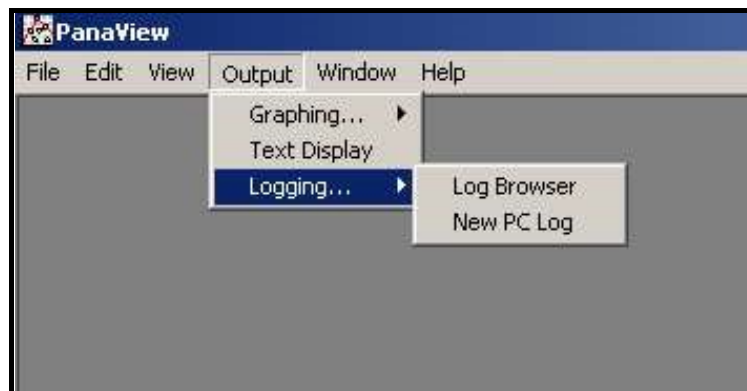 PanaView
File Edit View Output Window Help
Graphing...
Text Display
Logging...
Log Browser
New PC Log